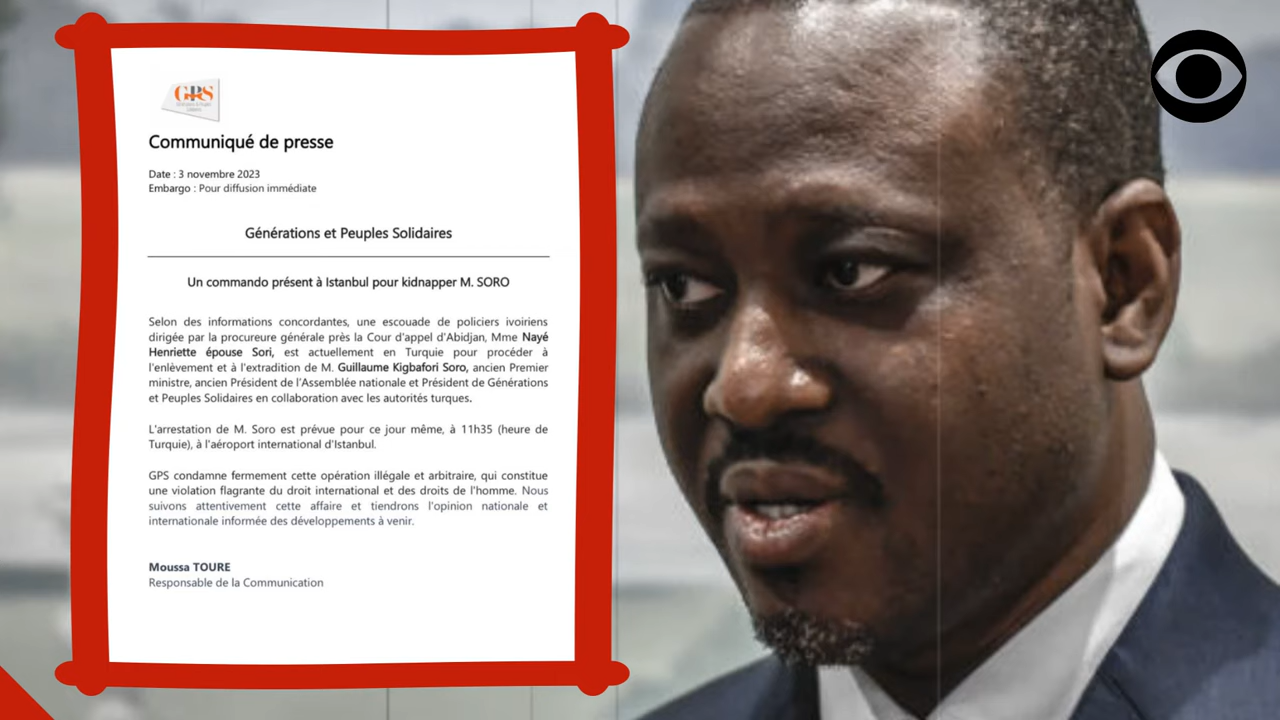 GPS
Communiqué de presse
Date : 3 novembre 2023
Embargo : Pour diffusion immédiate
Générations et Peuples Solidaires
Un commando présent à Istanbul pour kidnapper M. SORO
Selon des informations concordantes, une escouade de policiers ivoiriens
dirigée par la procureure générale près la Cour d'appel d'Abidjan, Mme Nayé
Henriette épouse Sori, est actuellement en Turquie pour procéder à
l'enlèvement et à l'extradition de M. Guillaume Kigbafori Soro, ancien Premier
ministre, ancien Président de l'Assemblée nationale et Président de Générations
et Peuples Solidaires en collaboration avec les autorités turques.
L'arrestation de M. Soro est prévue pour ce jour même, à 11h35 (heure de
Turquie), à l'aéroport international d'Istanbul.
GPS condamne fermement cette opération illégale et arbitraire, qui constitue
une violation flagrante du droit international et des droits de l'homme. Nous
suivons attentivement cette affaire et tiendrons l'opinion nationale et
internationale informée des développements à venir.
Moussa TOURE
Responsable de la Communication